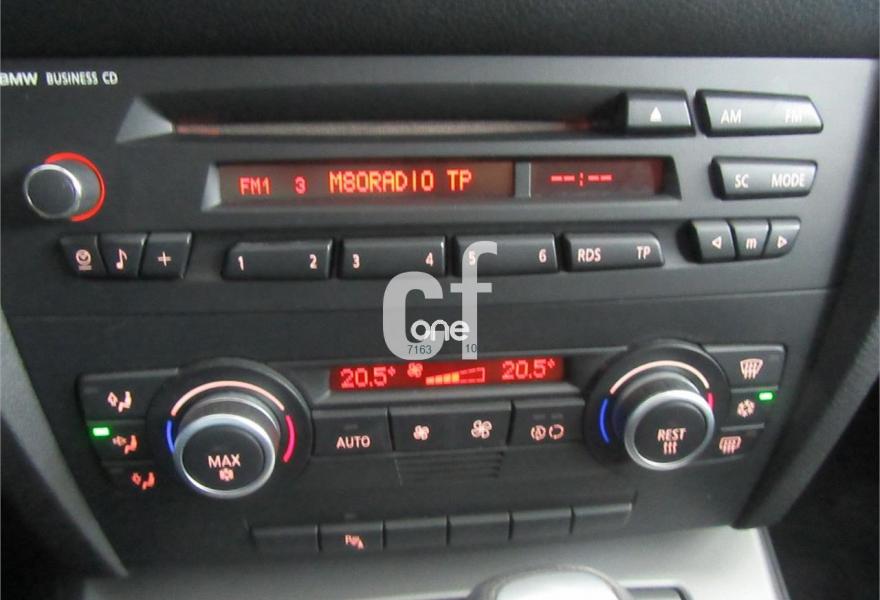 BMW BUSINESS CD
AM FM
FM1 3 M80RADIO TP --:--
SC MODE
1 2 3 4 5 6 RDS TP
m
cf
one
7163 10
20.5° 20.5°
AUTO
MAX
REST